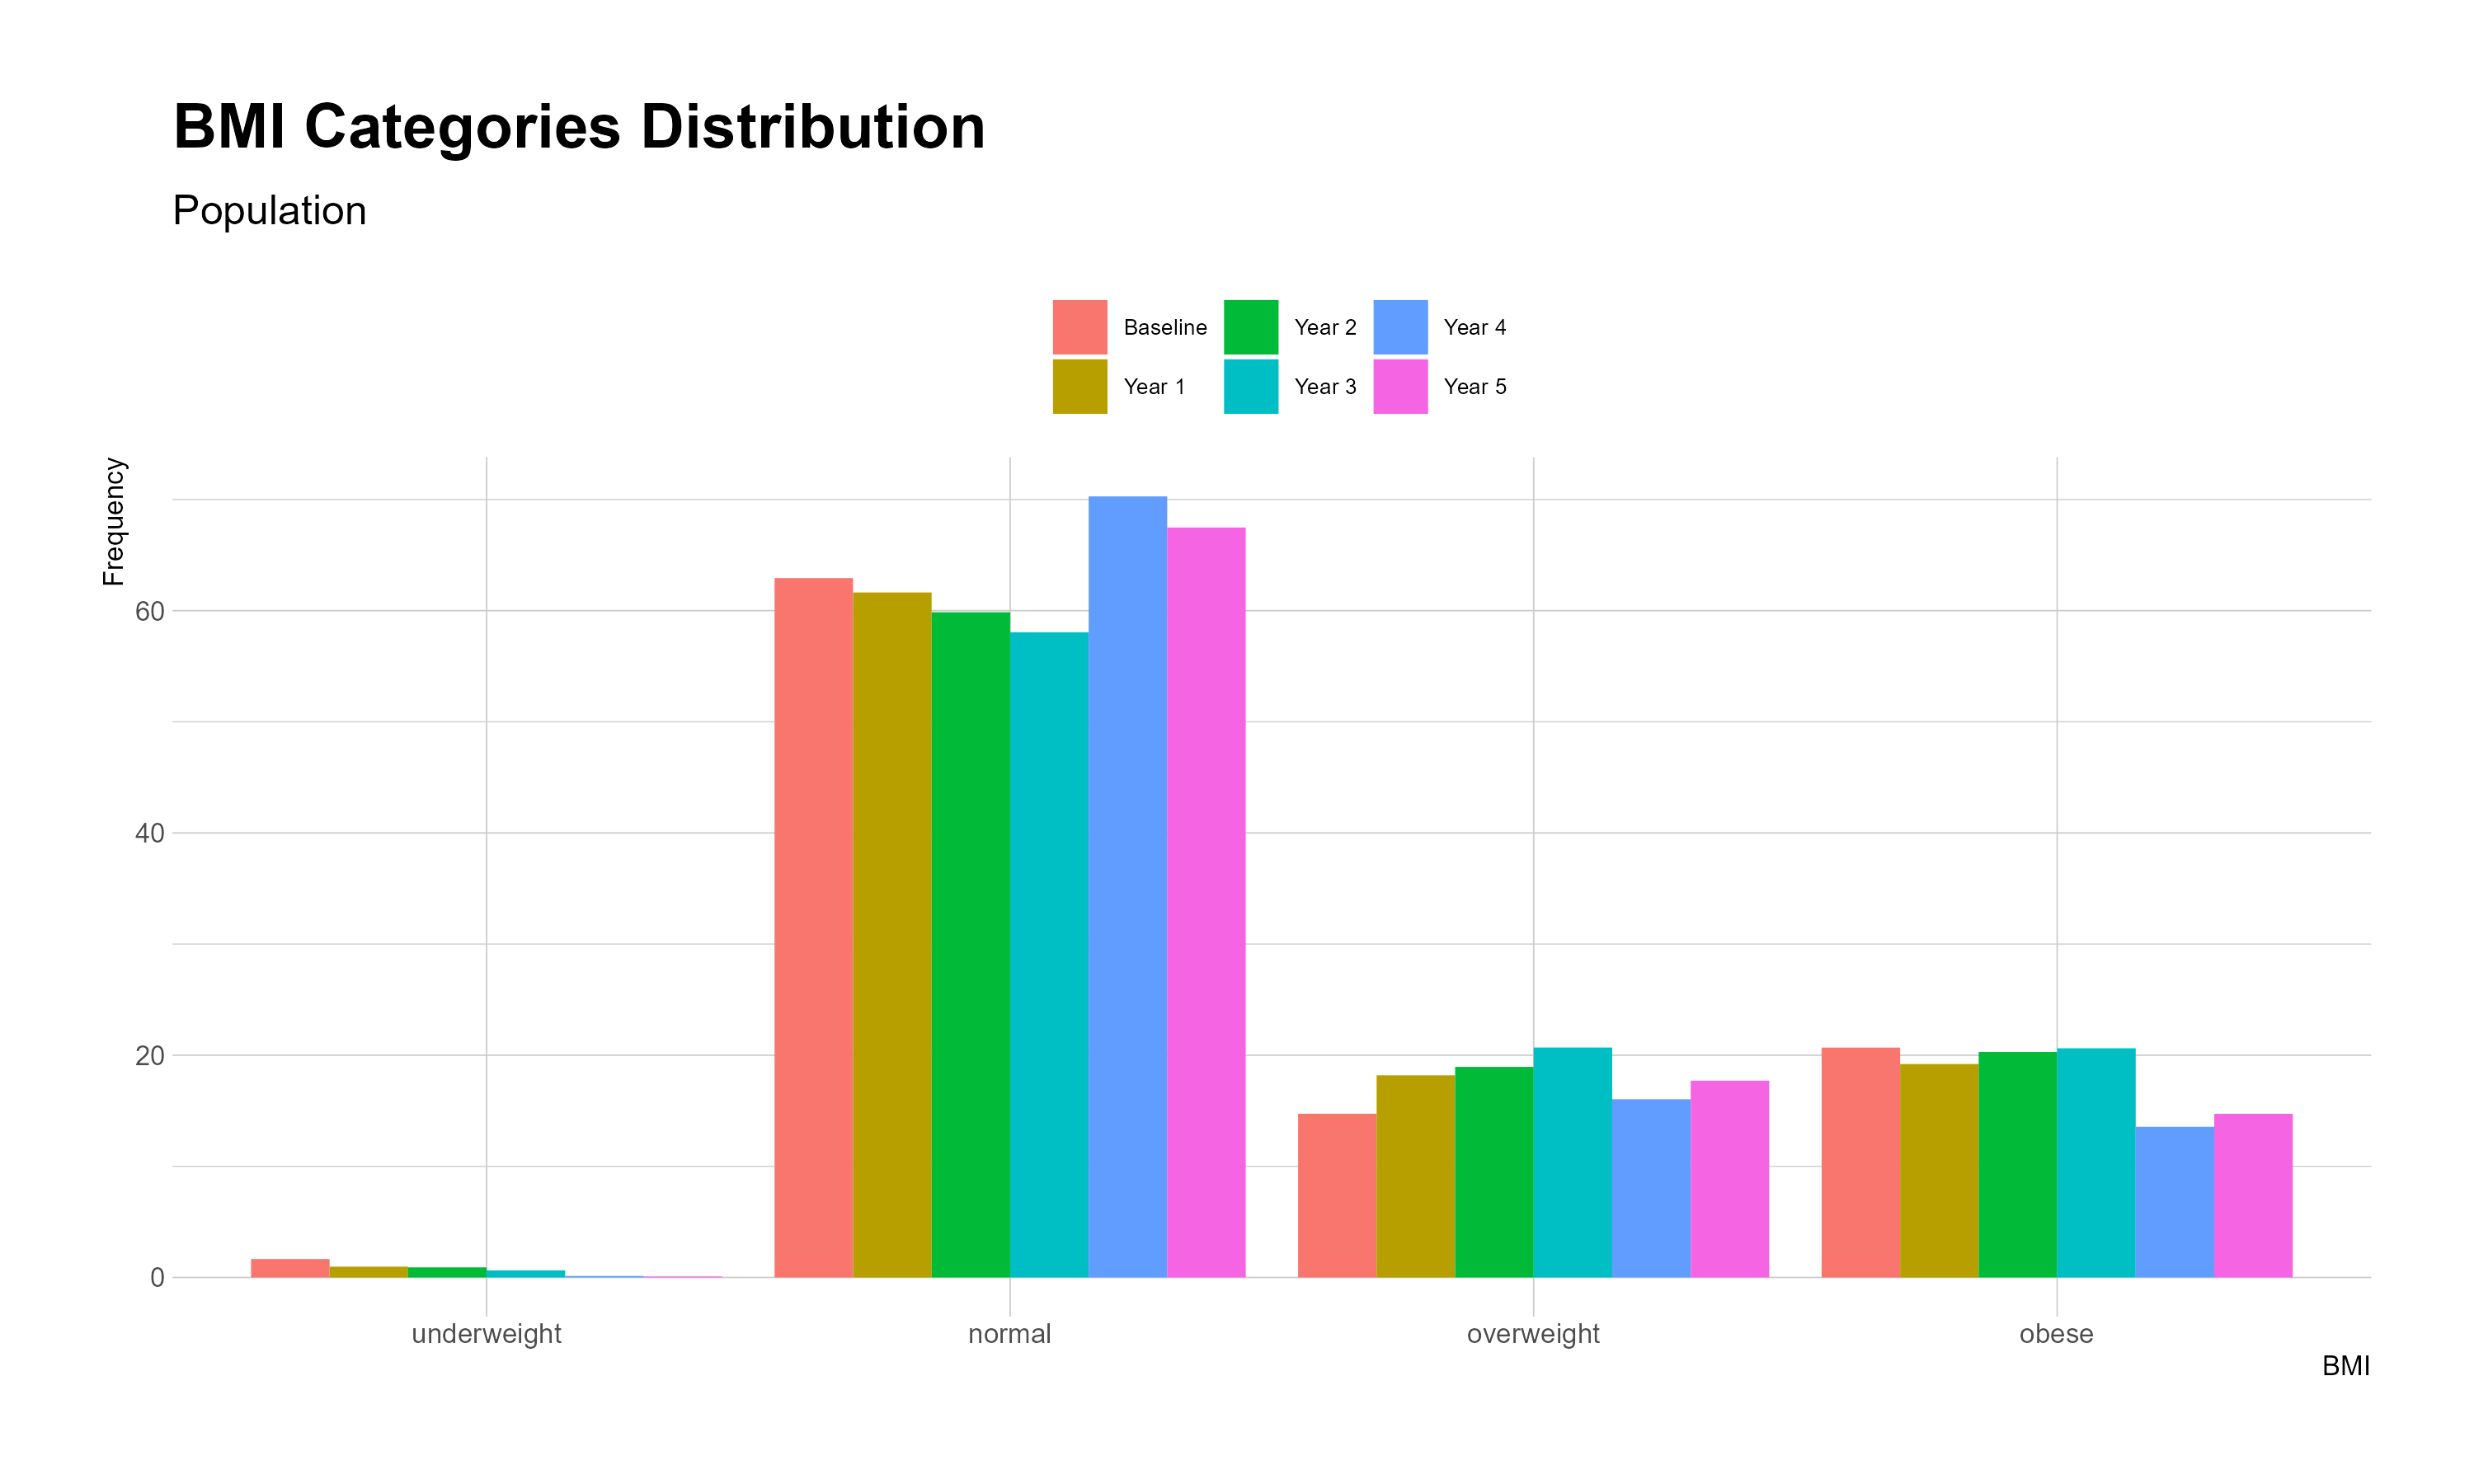 BMI Categories Distribution
Population
Baseline Year 2 Year 4
Year 1 Year 3 Year 5
Frequency
60
40
20
0
underweight normal overweight obese
BMI